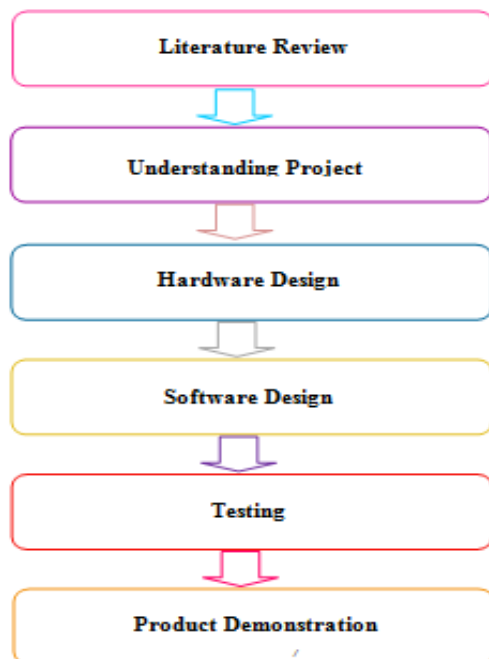 Literature Review
Understanding Project
Hardware Design
Software Design
Testing
Product Demonstration